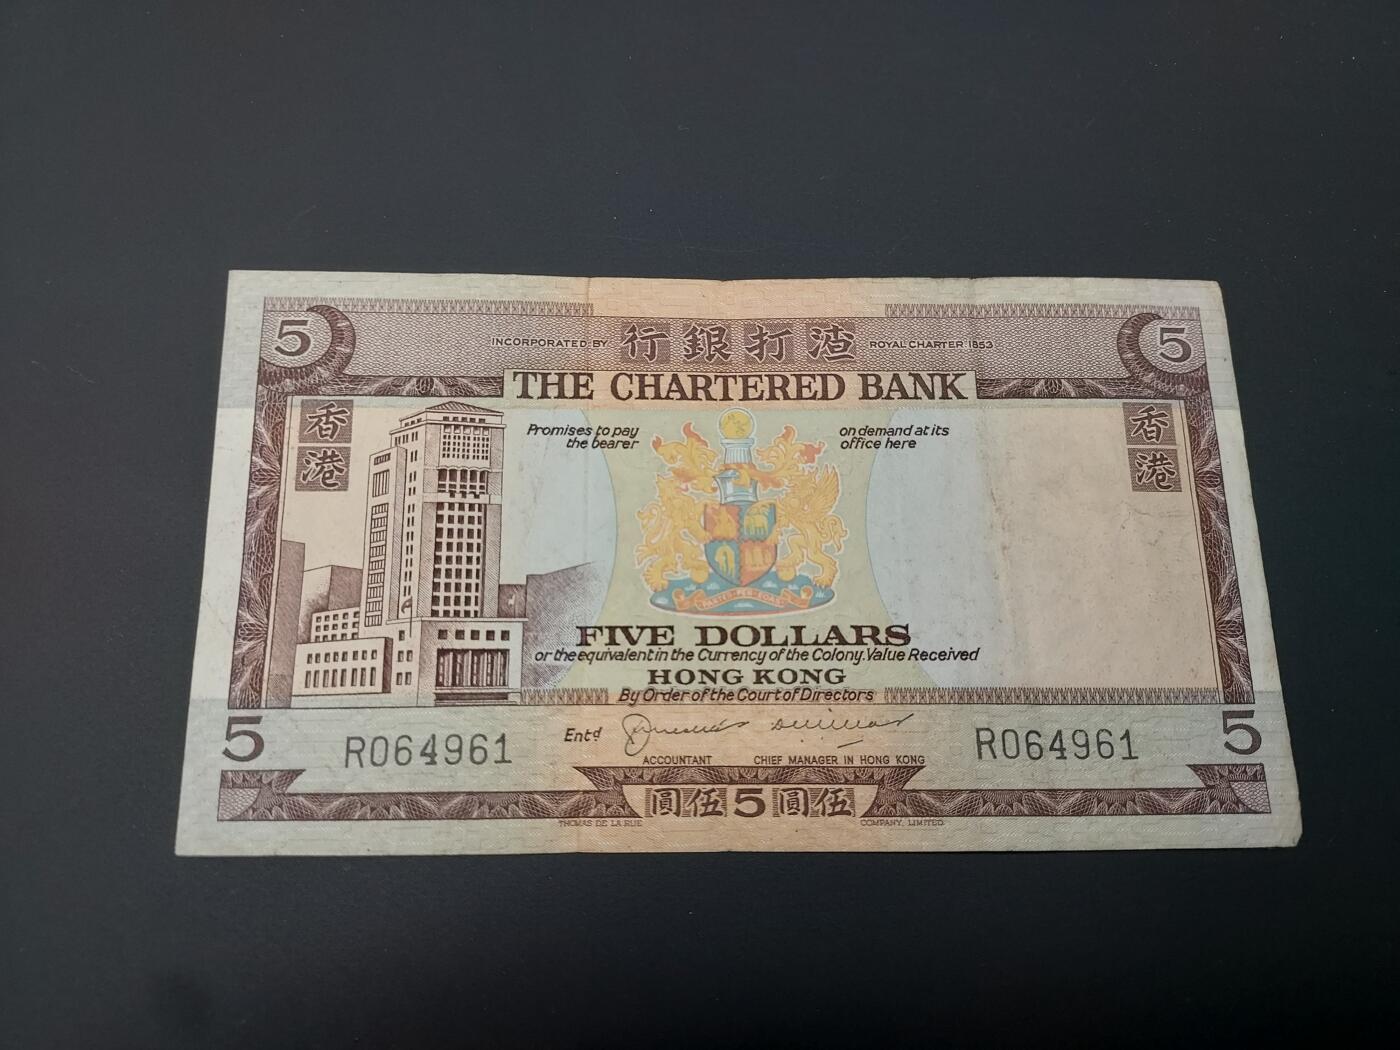 5
INCORPORATED BY 行銀打渣 ROYAL CHARTER 1853
5
THE CHARTERED BANK
香港
香港
Promises to pay the bearer
on demand at its office here
FIVE DOLLARS
or the equivalent in the Currency of the Colony. Value Received
HONG KONG
By Order of the Court of Directors
5
R064961
Entd
R064961
5
ACCOUNTANT
CHIEF MANAGER IN HONG KONG
圓伍5圓伍
THOMAS DE LA RUE
COMPANY, LIMITED.